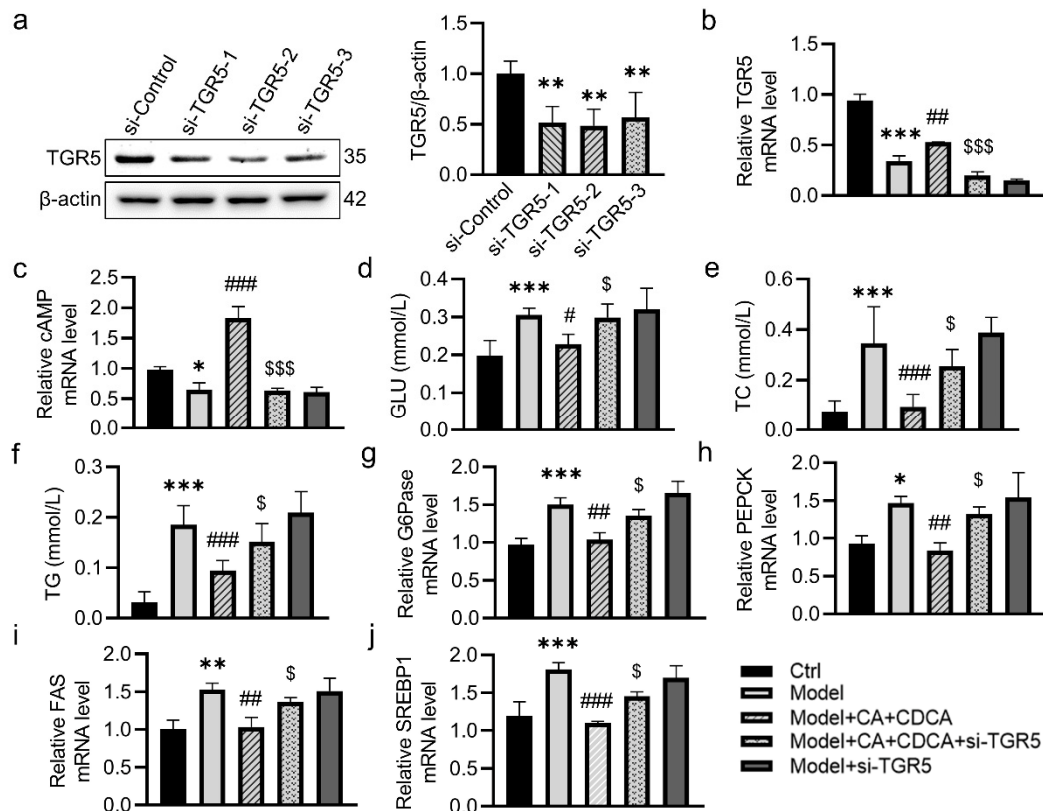 a
si-Control
si-TGR5-1
si-TGR5-2
si-TGR5-3
TGR5
35
β-actin
42
TGR5/β-actin
1.5
1.0
0.5
0.0
**
**
**
si-Control
si-TGR5-1
si-TGR5-2
si-TGR5-3
b
Relative TGR5
mRNA level
1.5
1.0
0.5
0.0
***
##
$$$
c
Relative cAMP
mRNA level
2.5
2.0
1.5
1.0
0.5
0.0
*
###
$$$
d
GLU (mmol/L)
0.4
0.3
0.2
0.1
0.0
***
#
$
e
TC (mmol/L)
0.6
0.4
0.2
0.0
***
###
$
f
TG (mmol/L)
0.3
0.2
0.1
0.0
***
###
$
g
Relative G6Pase
mRNA level
2.0
1.5
1.0
0.5
0.0
***
##
$
h
Relative PEPCK
mRNA level
2.0
1.5
1.0
0.5
0.0
*
##
$
i
Relative FAS
mRNA level
2.0
1.5
1.0
0.5
0.0
**
##
$
j
Relative SREBP1
mRNA level
2.0
1.5
1.0
0.5
0.0
***
###
$
Ctrl
Model
Model+CA+CDCA
Model+CA+CDCA+si-TGR5
Model+si-TGR5